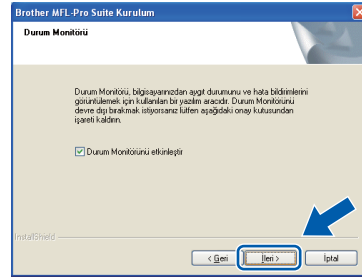 Brother MFL-Pro Suite Kurulum
Durum Monitörü
Durum Monitörü, bilgisayarınızdan aygıt durumunu ve hata bildirimlerini
görüntülemek için kullanılan bir yazılım aracıdır. Durum Monitörünü
devre dışı bırakmak istiyorsanız lütfen aşağıdaki onay kutusundan
işareti kaldırın.
Durum Monitörünü etkinleştir
InstallShield
< Geri
İleri >
İptal